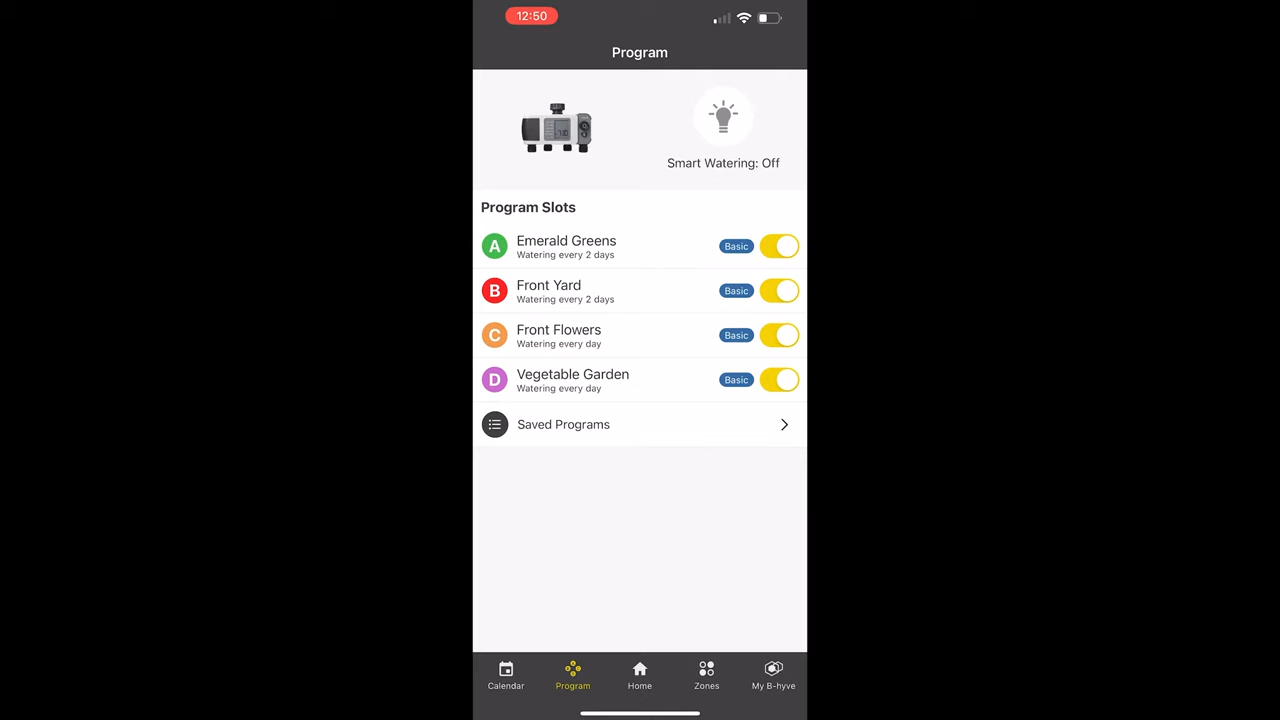 12:50
Program
Smart Watering: Off
Program Slots
A Emerald Greens Basic
Watering every 2 days
B Front Yard Basic
Watering every 2 days
C Front Flowers Basic
Watering every day
D Vegetable Garden Basic
Watering every day
Saved Programs
Calendar Program Home Zones My B-hyve